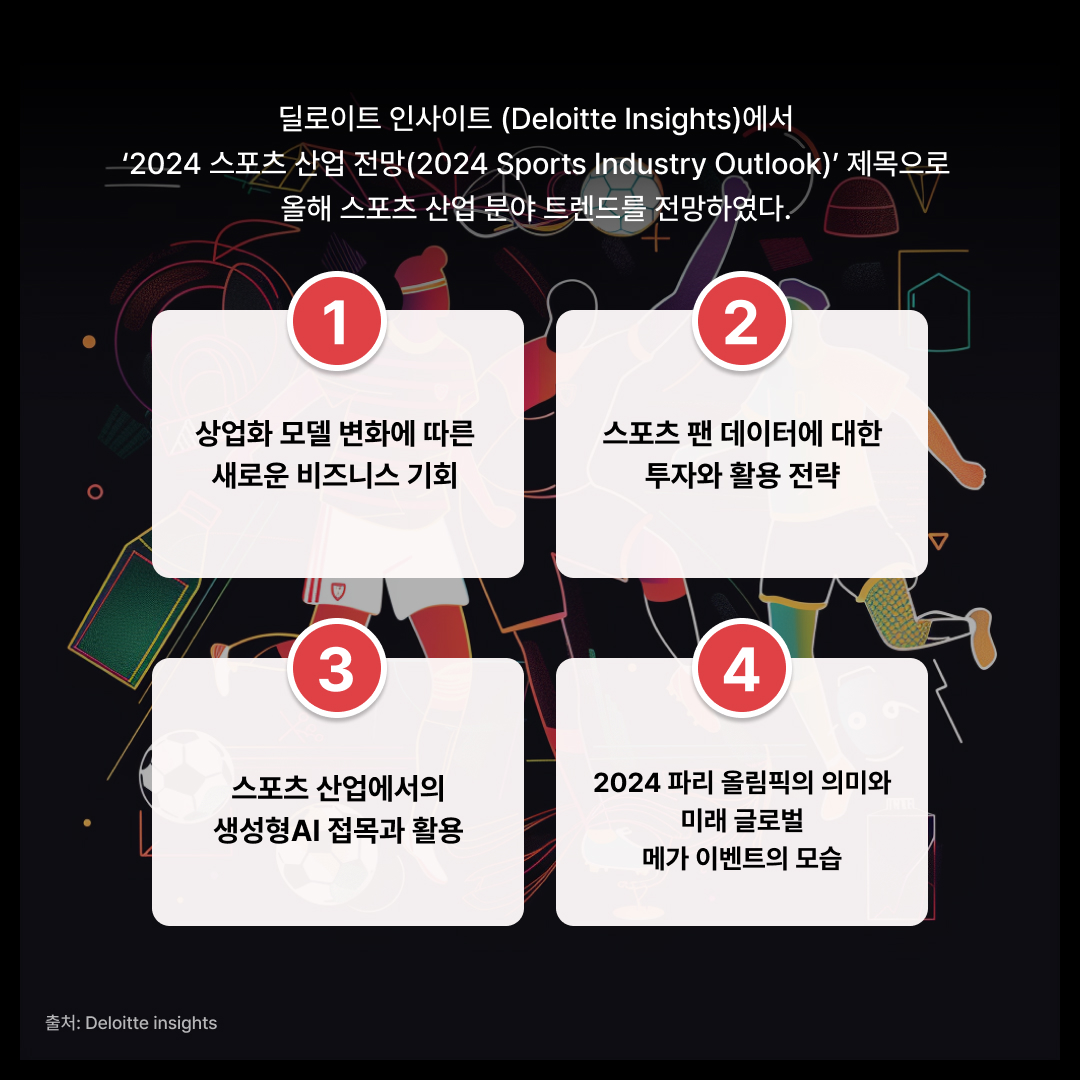 딜로이트 인사이트 (Deloitte Insights)에서
‘2024 스포츠 산업 전망(2024 Sports Industry Outlook)’ 제목으로
올해 스포츠 산업 분야 트렌드를 전망하였다.
1
상업화 모델 변화에 따른
새로운 비즈니스 기회
2
스포츠 팬 데이터에 대한
투자와 활용 전략
3
스포츠 산업에서의
생성형AI 접목과 활용
4
2024 파리 올림픽의 의미와
미래 글로벌
메가 이벤트의 모습
출처: Deloitte insights